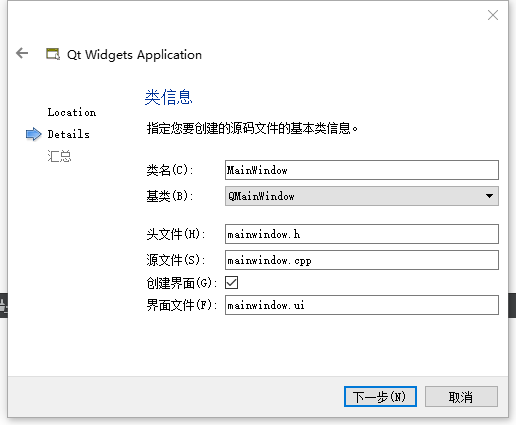 Qt Widgets Application
Location
Details
汇总
类信息
指定您要创建的源码文件的基本类信息。
类名(C): MainWindow
基类(B): QMainWindow
头文件(H): mainwindow.h
源文件(S): mainwindow.cpp
创建界面(G):
界面文件(F): mainwindow.ui
下一步(N) 取消